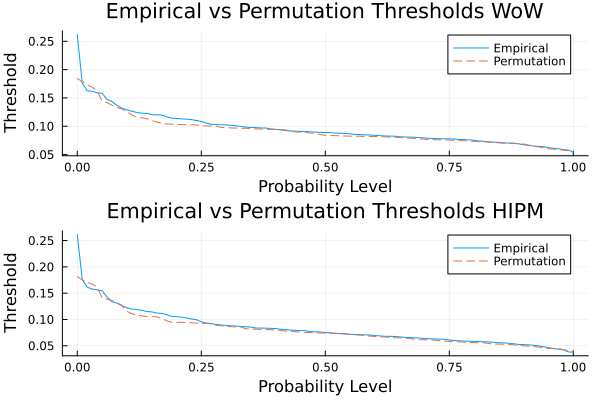 Empirical vs Permutation Thresholds WoW
Threshold
0.25
0.20
0.15
0.10
0.05
Empirical
Permutation
0.00 0.25 0.50 0.75 1.00
Probability Level
Empirical vs Permutation Thresholds HIPM
Threshold
0.25
0.20
0.15
0.10
0.05
Empirical
Permutation
0.00 0.25 0.50 0.75 1.00
Probability Level